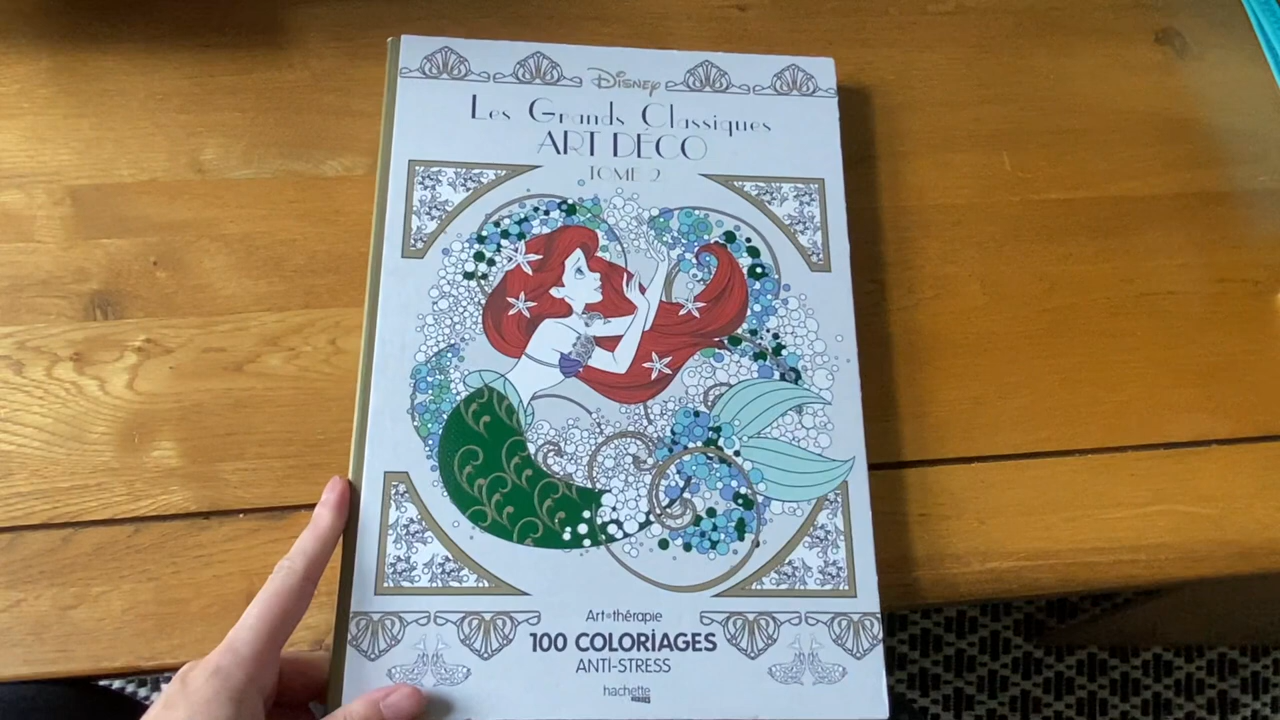 Disney
Les Grands Classiques
ART DÉCO
TOME 2
Art-thérapie
100 COLORIAGES
ANTI-STRESS
hachette